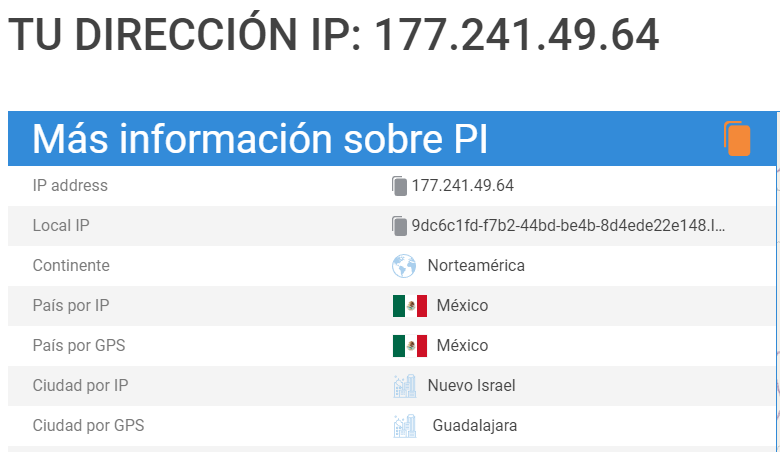 TU DIRECCIÓN IP: 177.241.49.64
Más información sobre PI
IP address 177.241.49.64
Local IP 9dc6c1fd-f7b2-44bd-be4b-8d4ede22e148.l...
Continente Norteamérica
País por IP México
País por GPS México
Ciudad por IP Nuevo Israel
Ciudad por GPS Guadalajara